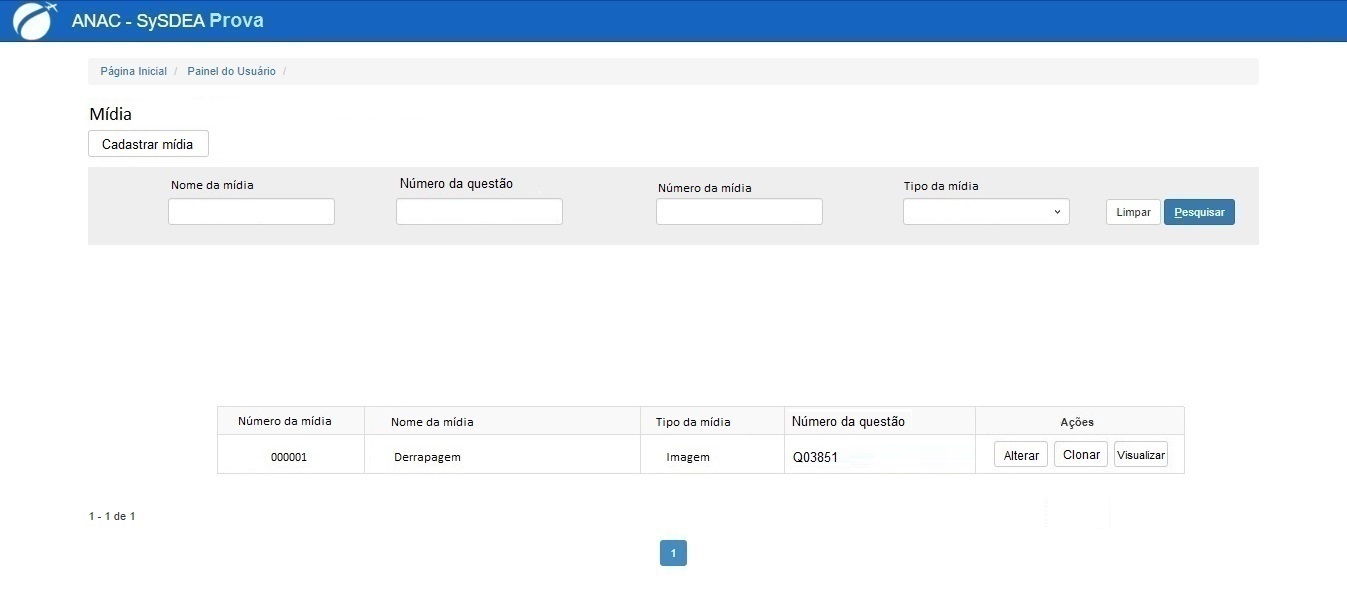 ANAC - SySDEA Prova
Página Inicial / Painel do Usuário /
Mídia
Cadastrar mídia
Nome da mídia Número da questão Número da mídia Tipo da mídia
Limpar Pesquisar
Número da mídia Nome da mídia Tipo da mídia Número da questão Ações
000001 Derrapagem Imagem Q03851 Alterar Clonar Visualizar
1 - 1 de 1
1